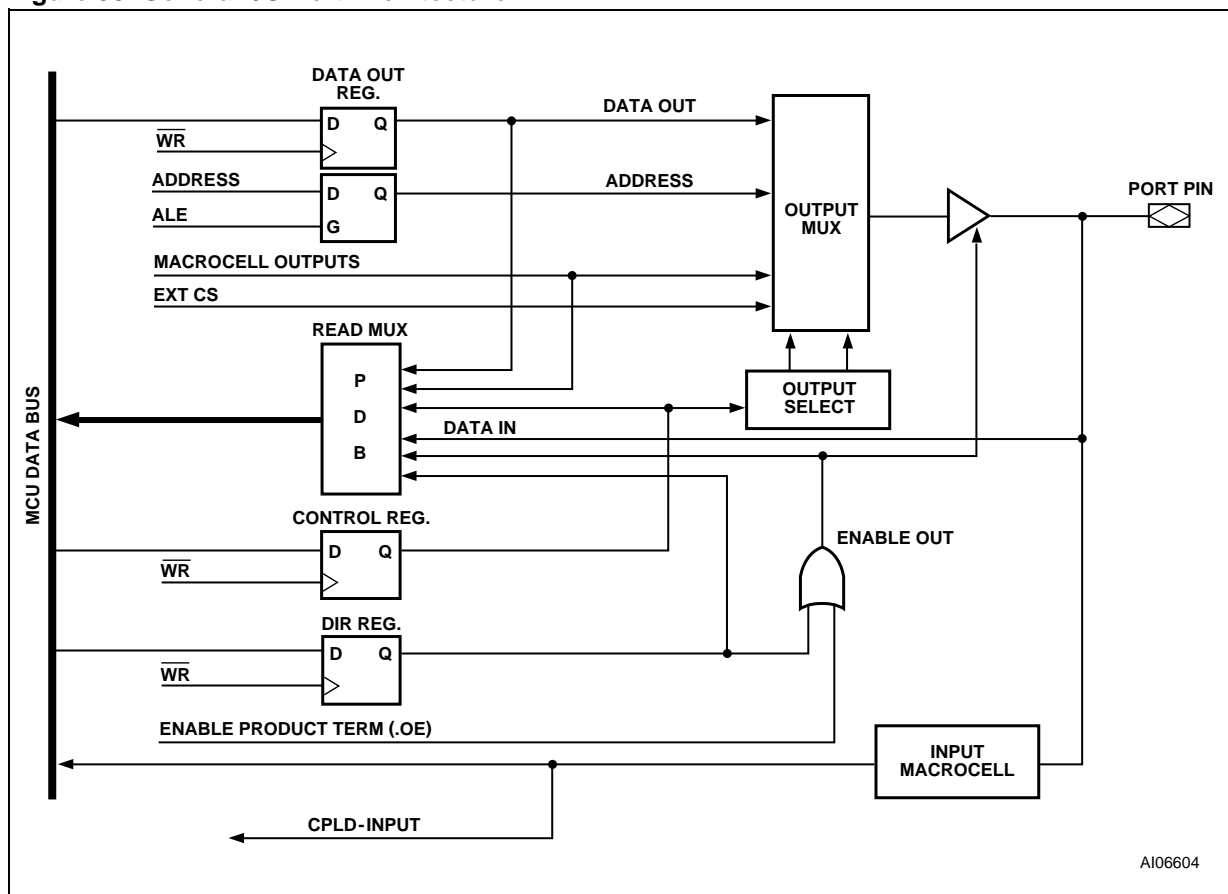 DATA OUT
REG.
D Q
WR
DATA OUT
ADDRESS
ALE
D Q
G
ADDRESS
MACROCELL OUTPUTS
EXT CS
OUTPUT
MUX
PORT PIN
READ MUX
P
D
B
OUTPUT
SELECT
DATA IN
MCU DATA BUS
CONTROL REG.
D Q
WR
ENABLE OUT
DIR REG.
D Q
WR
ENABLE PRODUCT TERM (.OE)
INPUT
MACROCELL
CPLD-INPUT
AI06604